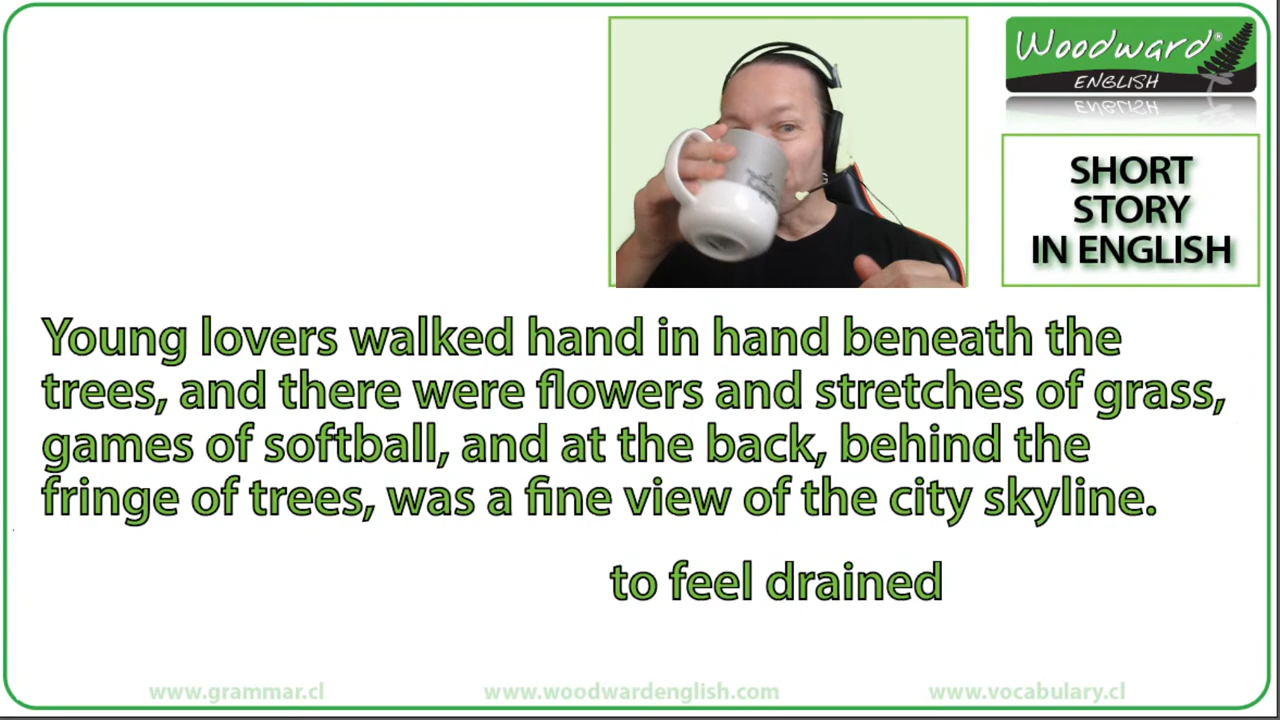 Woodward®
ENGLISH
SHORT
STORY
IN ENGLISH
Young lovers walked hand in hand beneath the
trees, and there were flowers and stretches of grass,
games of softball, and at the back, behind the
fringe of trees, was a fine view of the city skyline.
to feel drained
www.grammar.cl
www.woodwardenglish.com
www.vocabulary.cl